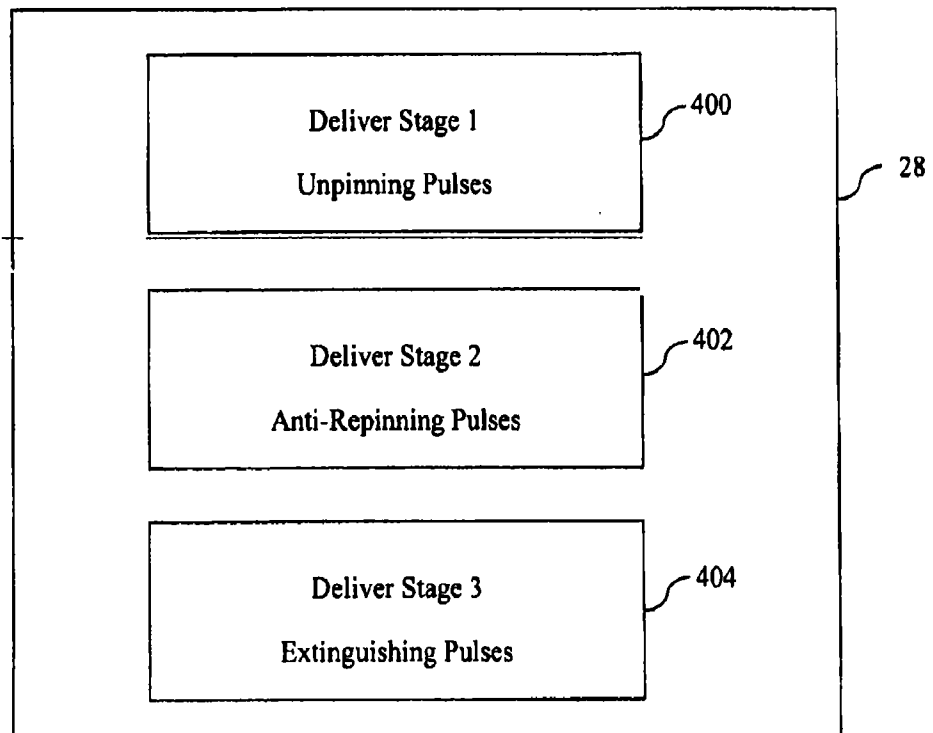 Deliver Stage 1
Unpinning Pulses
400
28
Deliver Stage 2
Anti-Repinning Pulses
402
Deliver Stage 3
Extinguishing Pulses
404